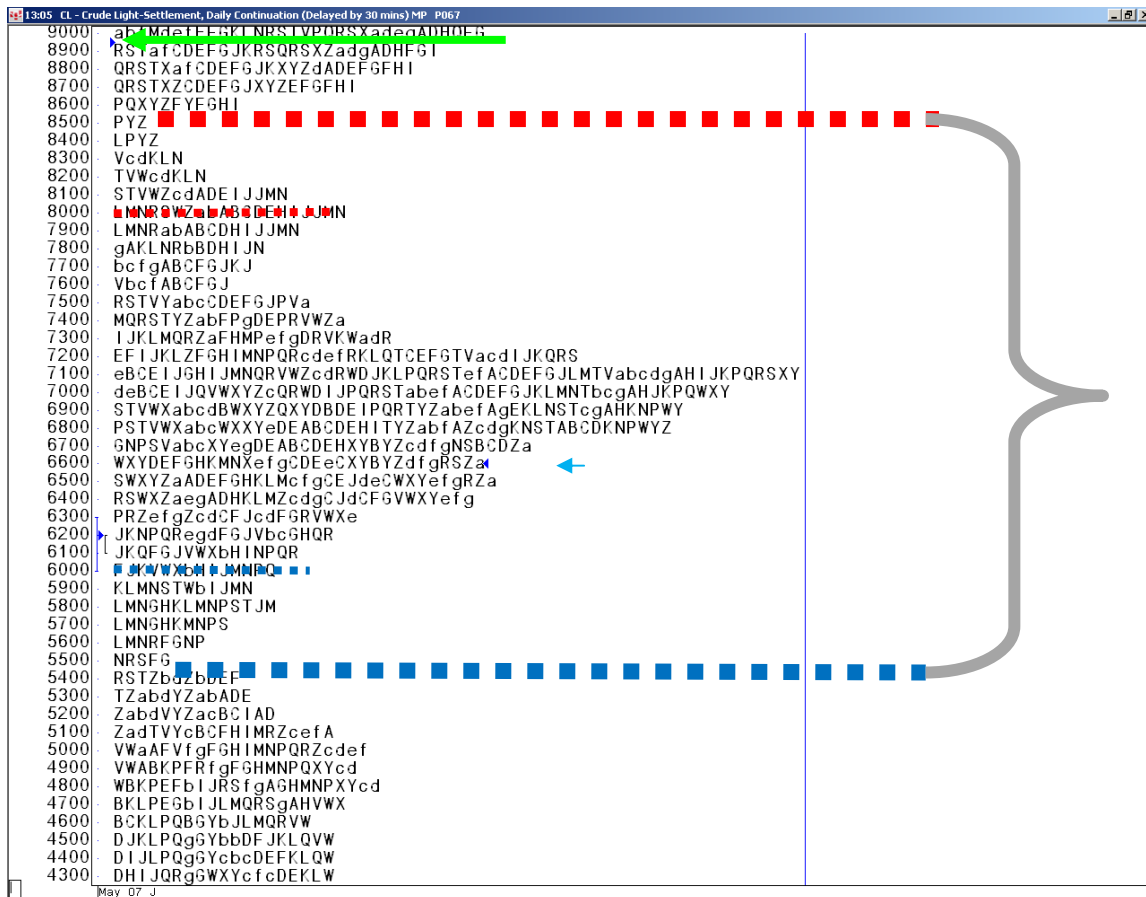 13:05 CL - Crude Light-Settlement, Daily Continuation (Delayed by 30 mins) MP P067
9000
8900 RSTafCDEFGJKRSQRSXZadgADHFGI
8800 QRSTXafCDEFGJKXYZdADEFGFHI
8700 QRSTXZCDEFGJXYZEFGFHI
8600 PQXYZFYFGHI
8500 PYZ
8400 LPYZ
8300 VcdKLN
8200 TVWcdKLN
8100 STVWZcdADEIJJMN
8000
7900 LMNRabABCDHIJJMN
7800 gAKLNRbBDHIJN
7700 bcfgABCFGJKJ
7600 VbcfABCFGJ
7500 RSTVYabcCDEFGJPVa
7400 MQRSTYZabFPgDEPRVWZa
7300 IJKLMQRZaFHMPefgDRVKWadR
7200 EFIJKLZFGHIMNPQRcdefRKLQTCEFGTVacdIJKQRS
7100 eBCEIJGHIJMNQRVWZcdRWDJKLPQRSTefACDEFGJLMTVabcdgAHIJKPQRSXY
7000 deBCEIJQVWXYZcQRWDIJPQRSTabefACDEFGJKLMNTbcgAHJKPQWXY
6900 STVWXabcdBWXYZQXYDBDEIPQRTYZabefAgEKLNSTcgAHKNPWY
6800 PSTVWXabcWXXYeDEABCDEHITYZabfAZcdgKNSTABCDKNPWYZ
6700 GNPSVabcXYegDEABCDEHXYBYZcdfgNSBCDZa
6600 WXYDEFGHKMNXefgCDEeCXYBYZdfgRSZa
6500 SWXYZaADEFGHKLMcfgCEJdeCWXYefgRZa
6400 RSWXZaegADHKLMZcdgCJdCFGVWXYefg
6300 PRZefgZcdCFJcdFGRVWXe
6200 JKNPQRegdFGJVbcGHQR
6100 JKQFGJVWXbHINPQR
6000
5900 KLMNSTWbIJMN
5800 LMNGHKLMNPSTJM
5700 LMNGHKMNPS
5600 LMNRFGNP
5500 NRSFG
5400
5300 TZabdYZabADE
5200 ZabdVYZacBCIAD
5100 ZadTVYcBCFHIMRZcefA
5000 VWaAFVfgFGHIMNPQRZcdef
4900 VWABKPFRfgFGHMNPQXYcd
4800 WBKPEFbIJRSfgAGHMNPXYcd
4700 BKLPEGbIJLMQRSgAHVWX
4600 BCKLPQBGYbJLMQRVW
4500 DJKLPQgGYbbDFJKLQVW
4400 DIJLPQgGYcbcDEFKLQW
4300 DHIJQRgGWXYcfcDEKLW
May 07 J